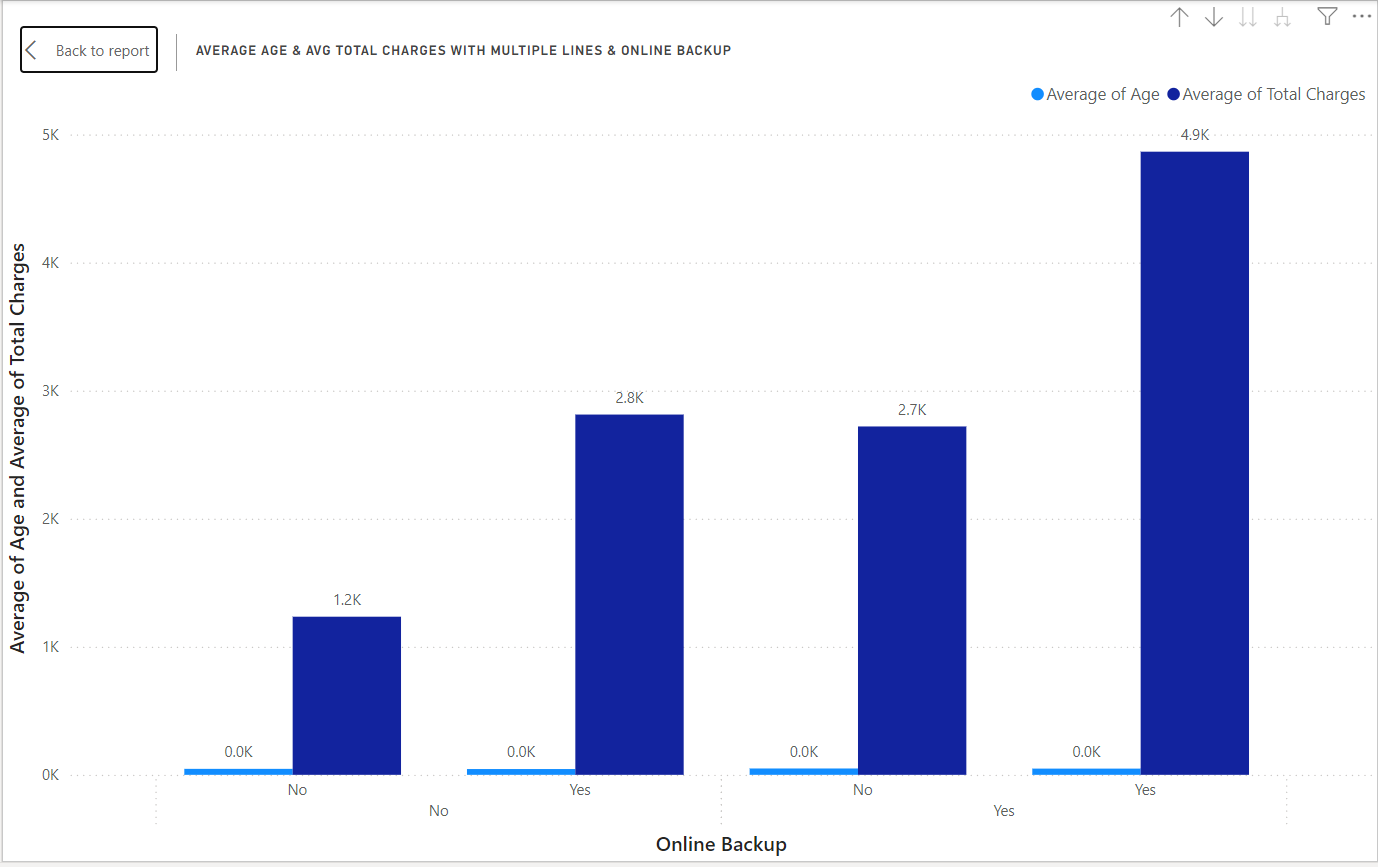 Back to report
AVERAGE AGE & AVG TOTAL CHARGES WITH MULTIPLE LINES & ONLINE BACKUP
Average of Age Average of Total Charges
Average of Age and Average of Total Charges
5K
4K
3K
2K
1K
0K
0.0K
1.2K
0.0K
2.8K
0.0K
2.7K
0.0K
4.9K
No Yes No Yes
No Yes
Online Backup